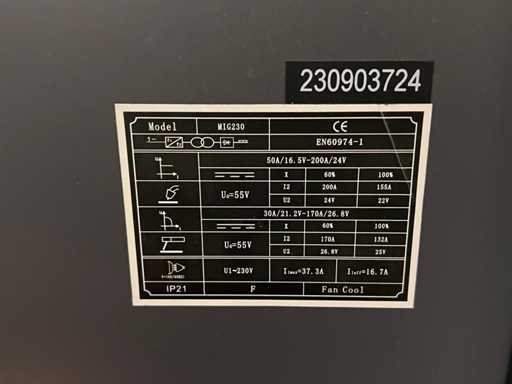 230903724
Model MIG230 CE
1~ EN60974-1
50A/16.5V-200A/24V
X 60% 100%
U₀=55V I2 200A 155A
U2 24V 22V
30A/21.2V-170A/26.8V
X 60% 100%
U₀=55V I2 170A 132A
U2 26.8V 25V
U1~230V I1max=37.3A I1eff=16.7A
IP21 F Fan Cool